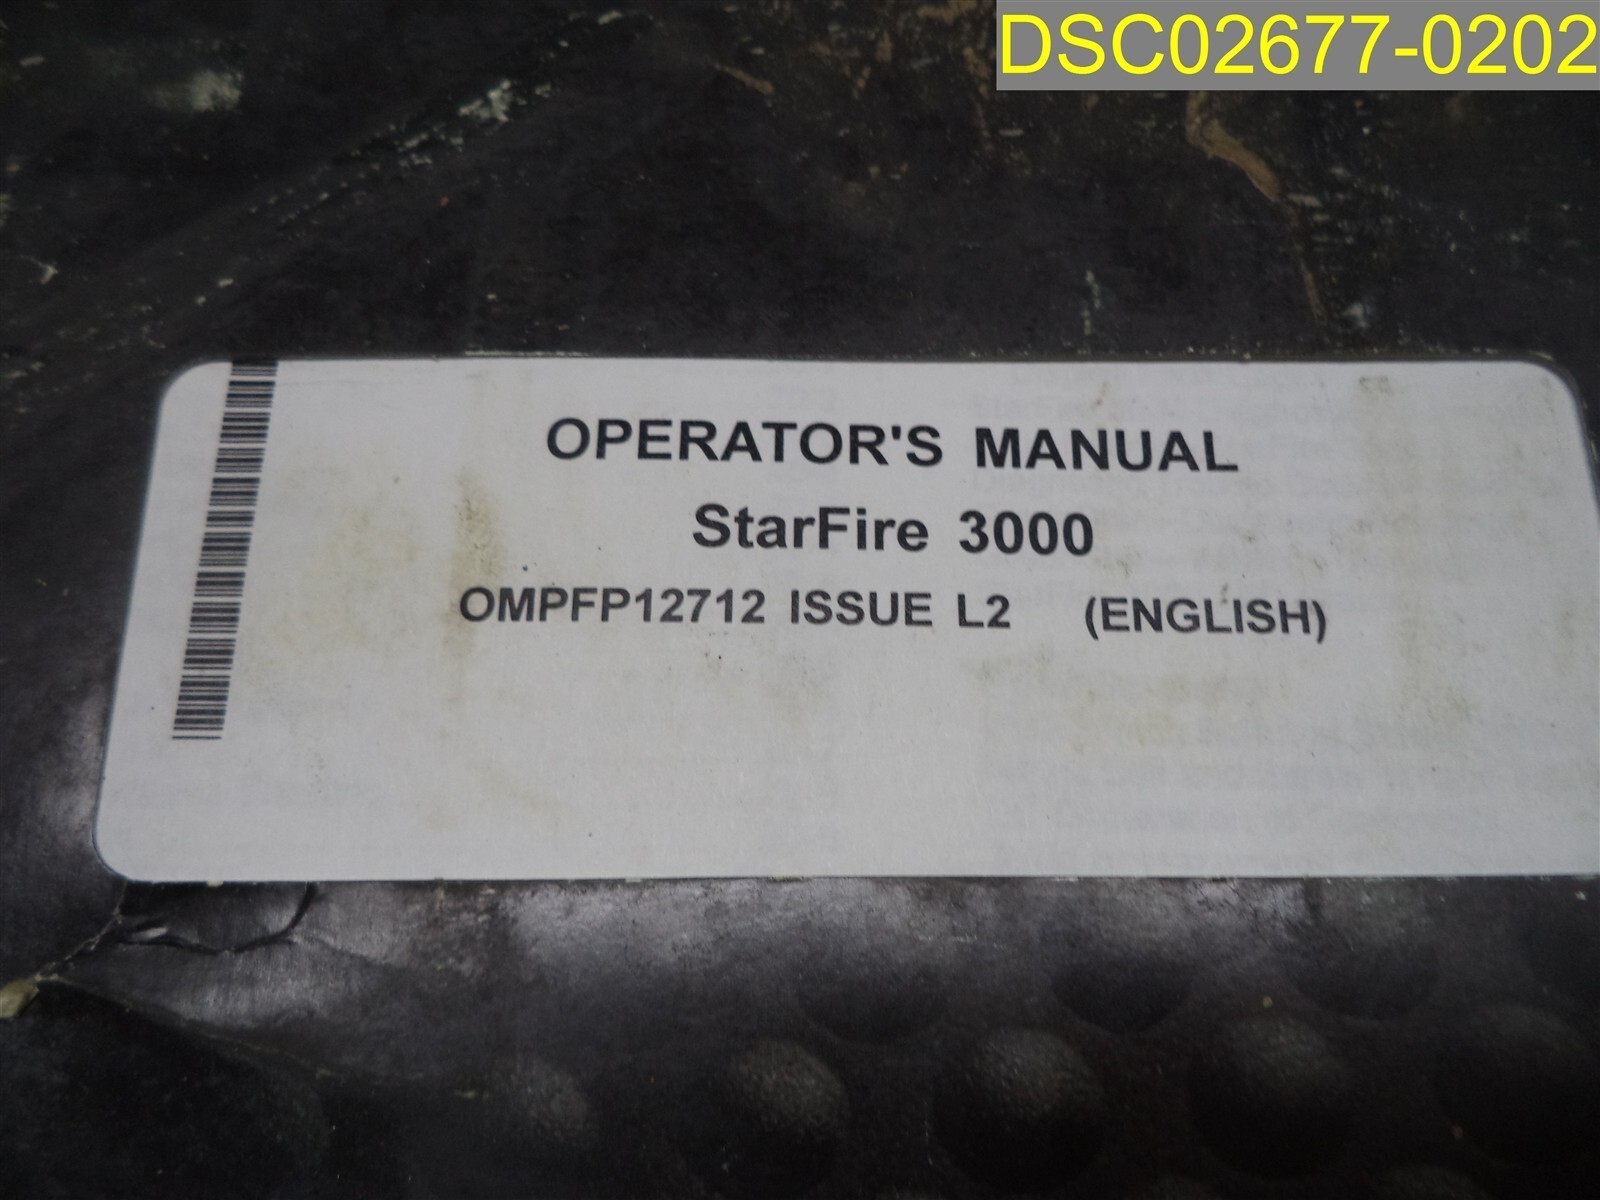 DSC02677-0202
OPERATOR'S MANUAL
StarFire 3000
OMPFP12712 ISSUE L2 (ENGLISH)